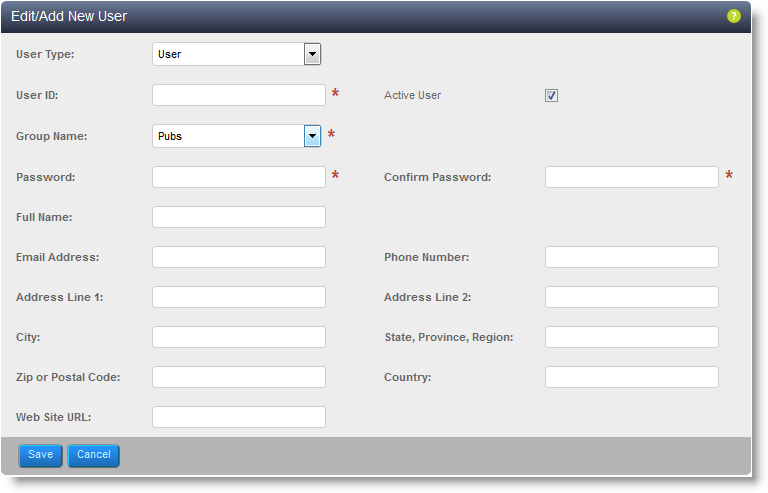 Edit/Add New User ?
User Type: User
User ID: * Active User
Group Name: Pubs *
Password: * Confirm Password: *
Full Name:
Email Address: Phone Number:
Address Line 1: Address Line 2:
City: State, Province, Region:
Zip or Postal Code: Country:
Web Site URL:
Save Cancel